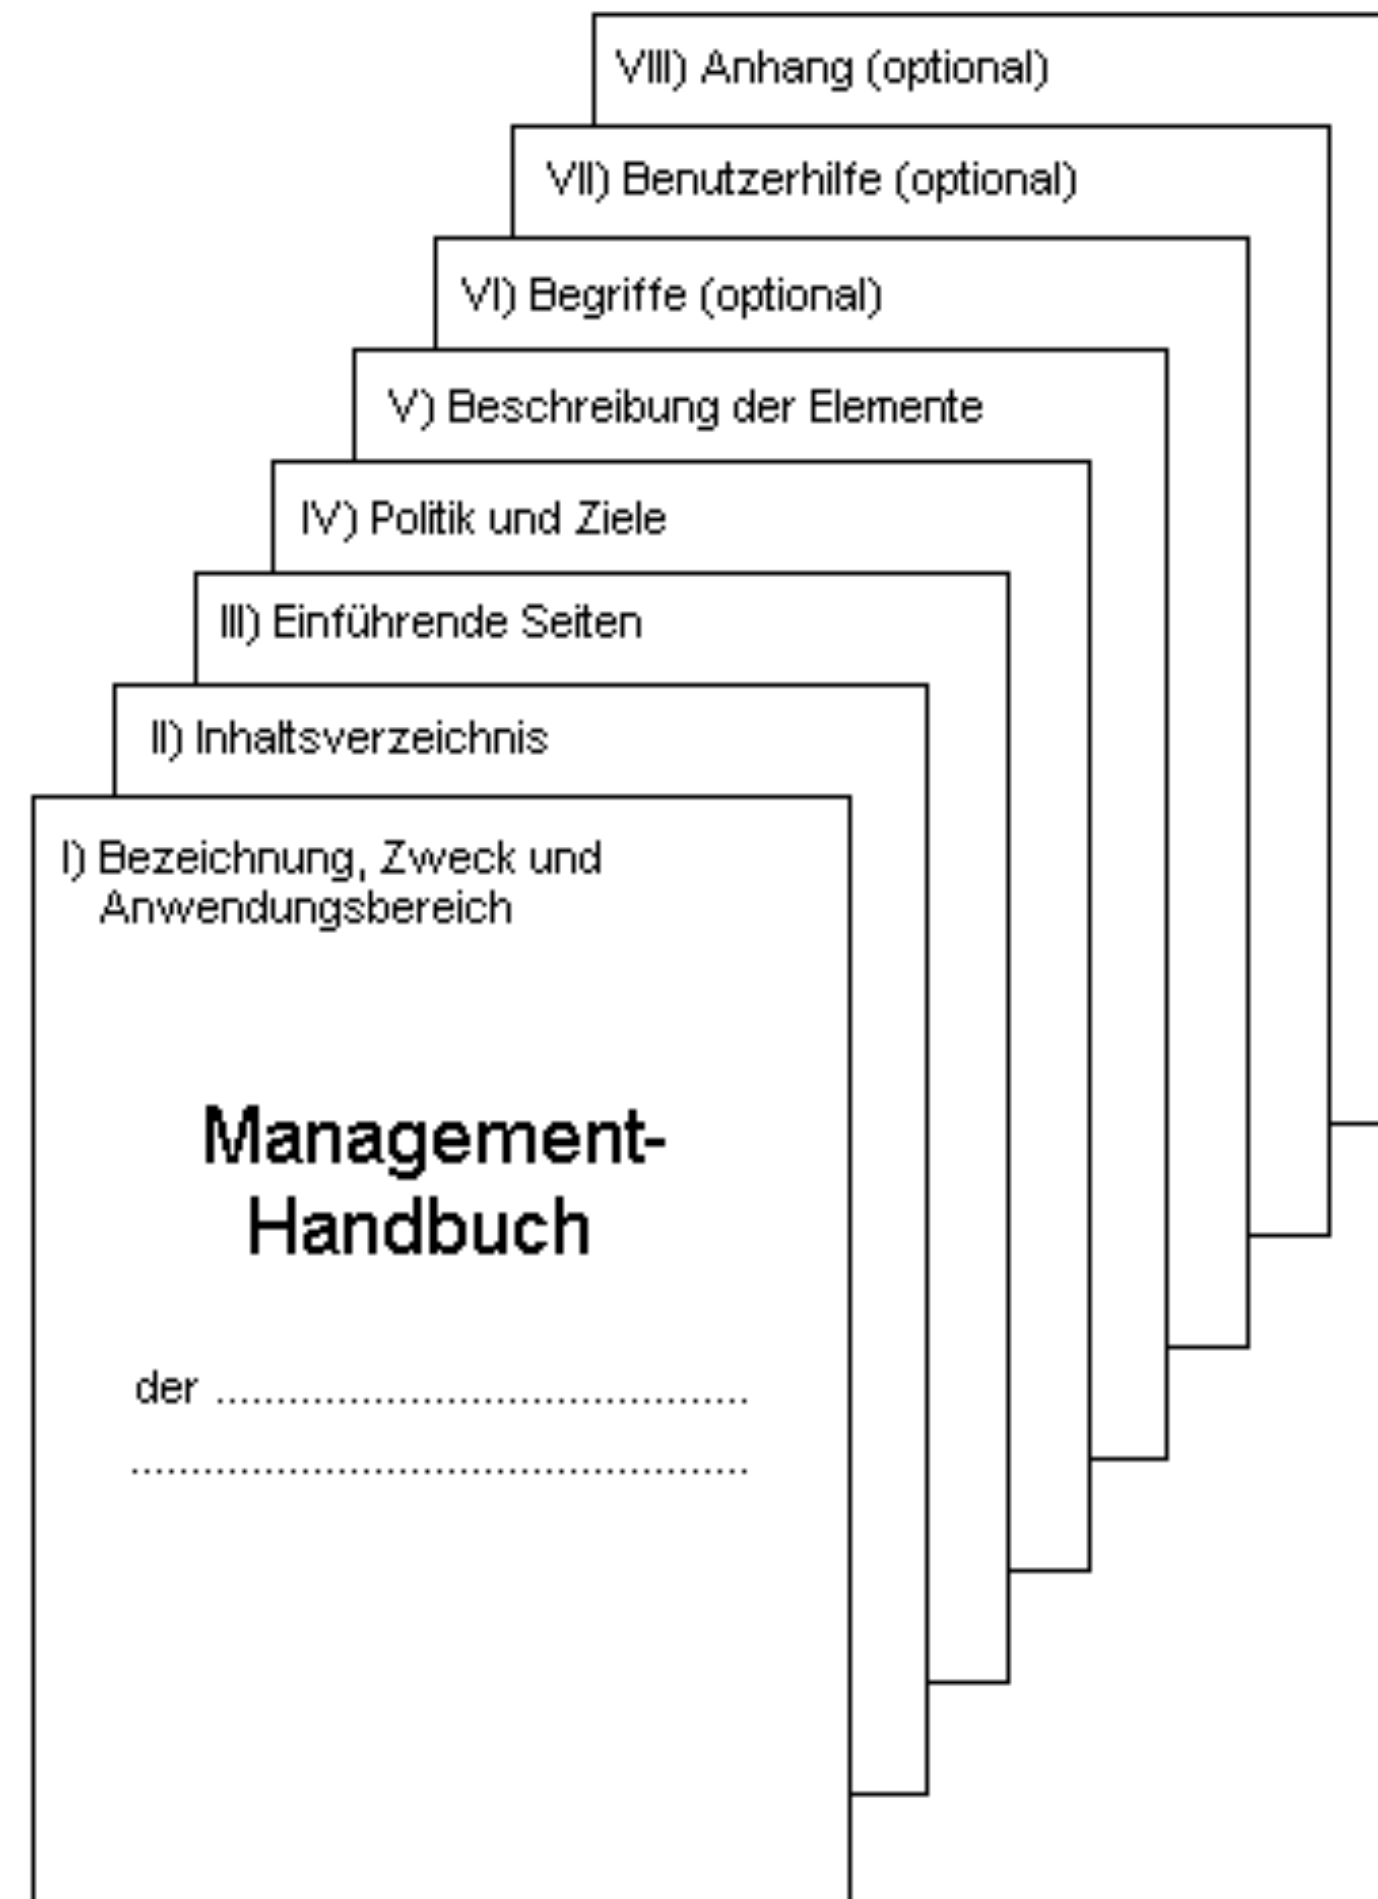 VIII) Anhang (optional)
VII) Benutzerhilfe (optional)
VI) Begriffe (optional)
V) Beschreibung der Elemente
IV) Politik und Ziele
III) Einführende Seiten
II) Inhaltsverzeichnis
I) Bezeichnung, Zweck und
Anwendungsbereich
Management-
Handbuch
der ............................................
...................................................